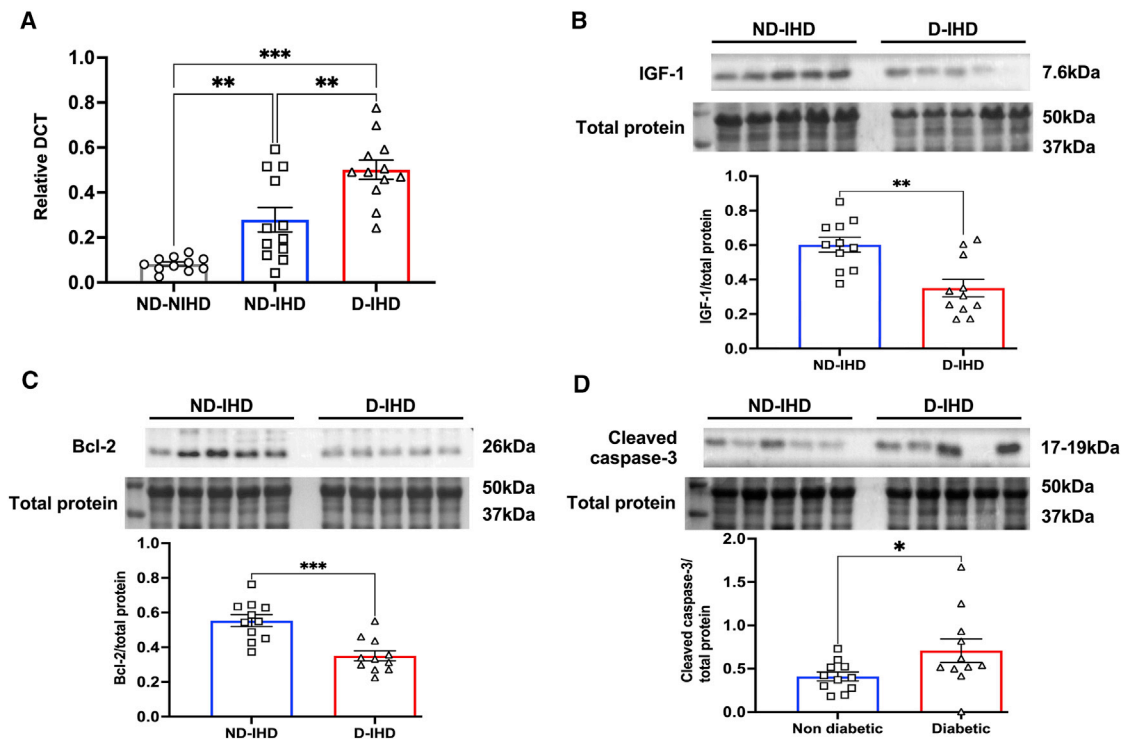 A
Relative DCT
1.0
0.8
0.6
0.4
0.2
0.0
***
** **
ND-NIHD ND-IHD D-IHD
B
ND-IHD D-IHD
IGF-1 7.6kDa
Total protein 50kDa
37kDa
IGF-1/total protein
0.8
0.6
0.4
0.2
0.0
1.0
**
ND-IHD D-IHD
C
ND-IHD D-IHD
Bcl-2 26kDa
Total protein 50kDa
37kDa
Bcl-2/total protein
1.0
0.8
0.6
0.4
0.2
0.0
***
ND-IHD D-IHD
D
ND-IHD D-IHD
Cleaved
caspase-3 17-19kDa
Total protein 50kDa
37kDa
Cleaved caspase-3/
total protein
2.0
1.5
1.0
0.5
0.0
*
Non diabetic Diabetic